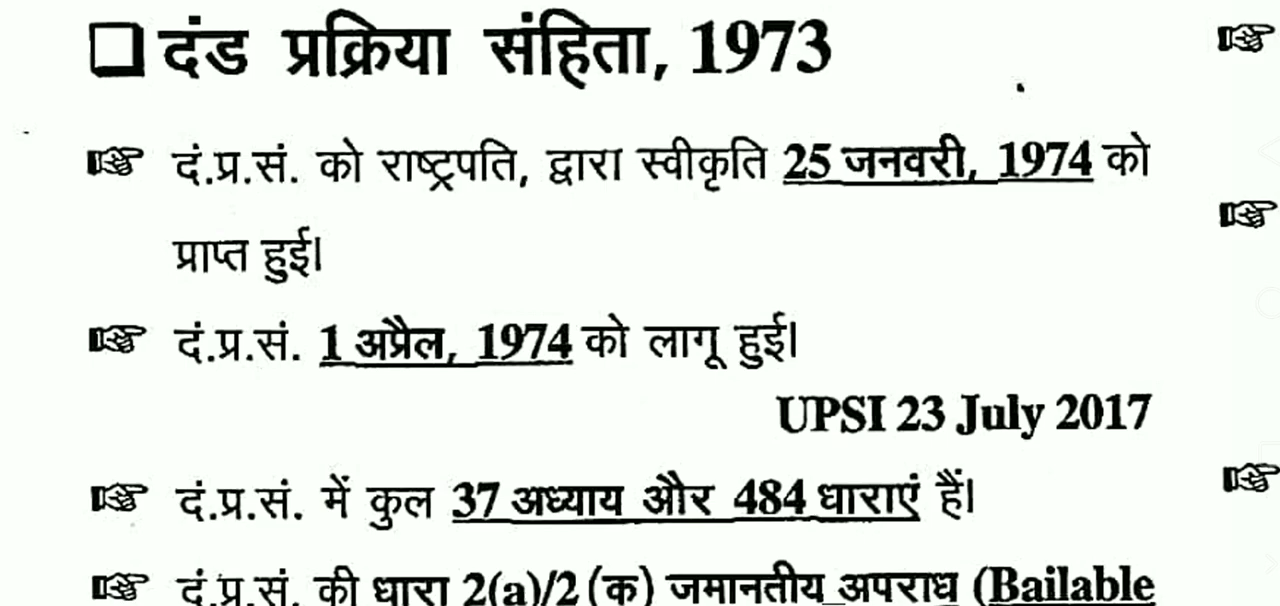 ❑ दंड प्रक्रिया संहिता, 1973
☞ दं.प्र.सं. को राष्ट्रपति, द्वारा स्वीकृति 25 जनवरी, 1974 को
प्राप्त हुई।
☞ दं.प्र.सं. 1 अप्रैल, 1974 को लागू हुई।
UPSI 23 July 2017
☞ दं.प्र.सं. में कुल 37 अध्याय और 484 धाराएं हैं।
☞ दं.प्र.सं. की धारा 2(a)/2 (क) जमानतीय अपराध (Bailable